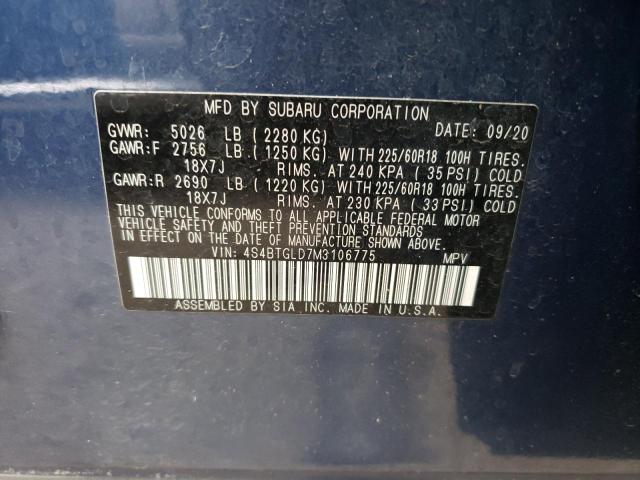 MFD BY SUBARU CORPORATION
GVWR: 5026 LB (2280 KG) DATE: 09/20
GAWR:F 2756 LB (1250 KG) WITH 225/60R18 100H TIRES.
18X7J RIMS. AT 240 KPA (35 PSI) COLD
GAWR:R 2690 LB (1220 KG) WITH 225/60R18 100H TIRES.
18X7J RIMS. AT 230 KPA (33 PSI) COLD
THIS VEHICLE CONFORMS TO ALL APPLICABLE FEDERAL MOTOR
VEHICLE SAFETY AND THEFT PREVENTION STANDARDS
IN EFFECT ON THE DATE OF MANUFACTURE SHOWN ABOVE.
VIN: 4S4BTGLD7M3106775 MPV
ASSEMBLED BY SIA INC. MADE IN U.S.A.